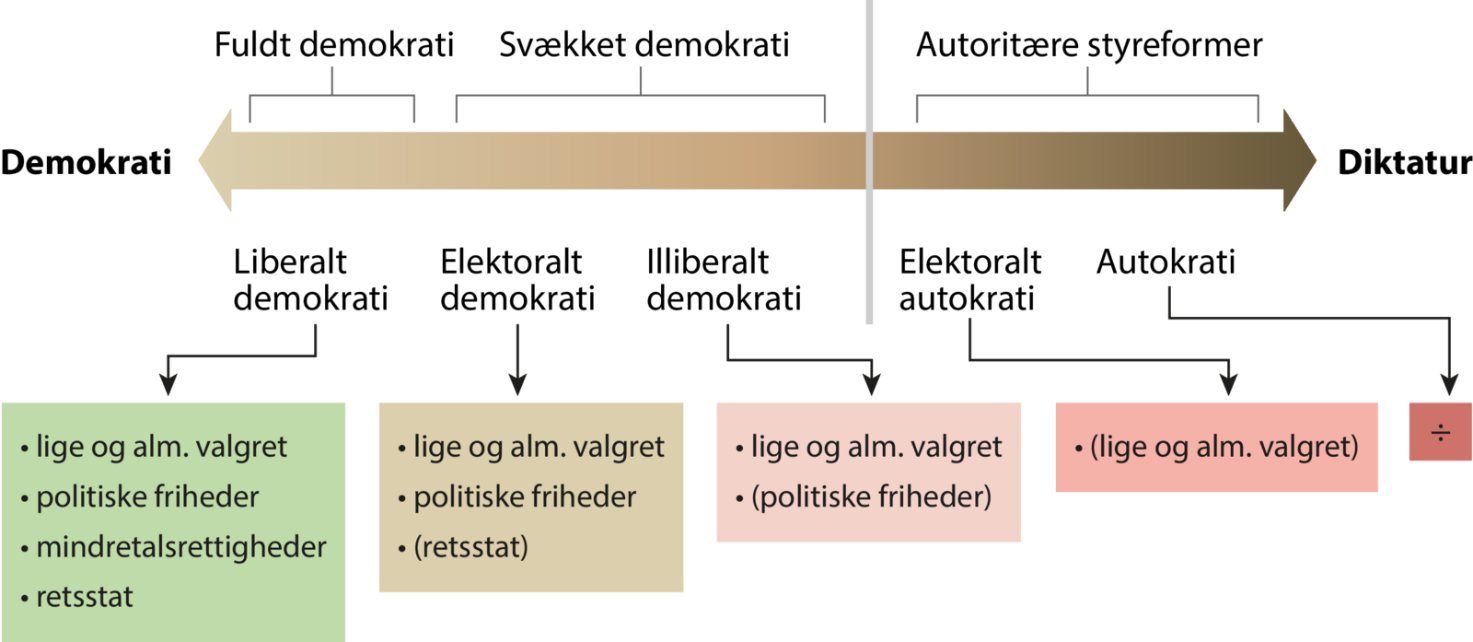 Fuldt demokrati
Svækket demokrati
Autoritære styreformer
Demokrati
Diktatur
Liberalt
demokrati
Elektoralt
demokrati
Illiberalt
demokrati
Elektoralt
autokrati
Autokrati
• lige og alm. valgret
• politiske friheder
• mindretalsrettigheder
• retsstat
• lige og alm. valgret
• politiske friheder
• (retsstat)
• lige og alm. valgret
• (politiske friheder)
• (lige og alm. valgret)
÷